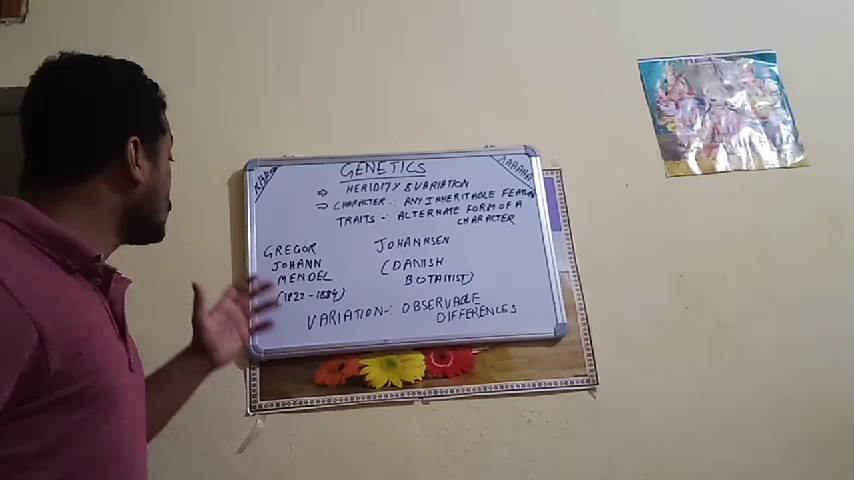 GENETICS
⇒ HERIDITY & VARIATION
⇒ CHARACTER -: ANY INHERITABLE FEATURE
TRAITS -: ALTERNATE FORM OF A
CHARACTER
GREGOR
JOHANN
MENDEL
(1822-1884)
JOHANNSEN
(DANISH
BOTANIST)
VARIATION-: OBSERVABLE
DIFFERENCES